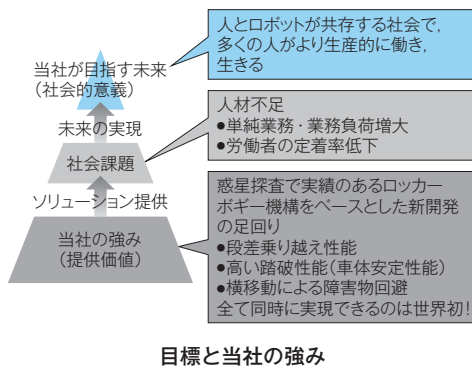 人とロボットが共存する社会で，
多くの人がより生産的に働き，
生きる
当社が目指す未来
（社会的意義）
未来の実現
人材不足
●単純業務・業務負荷増大
●労働者の定着率低下
社会課題
ソリューション提供
惑星探査で実績のあるロッカー
ボギー機構をベースとした新開発
の足回り
●段差乗り越え性能
●高い踏破性能（車体安定性能）
●横移動による障害物回避
全て同時に実現できるのは世界初！
当社の強み
（提供価値）
目標と当社の強み